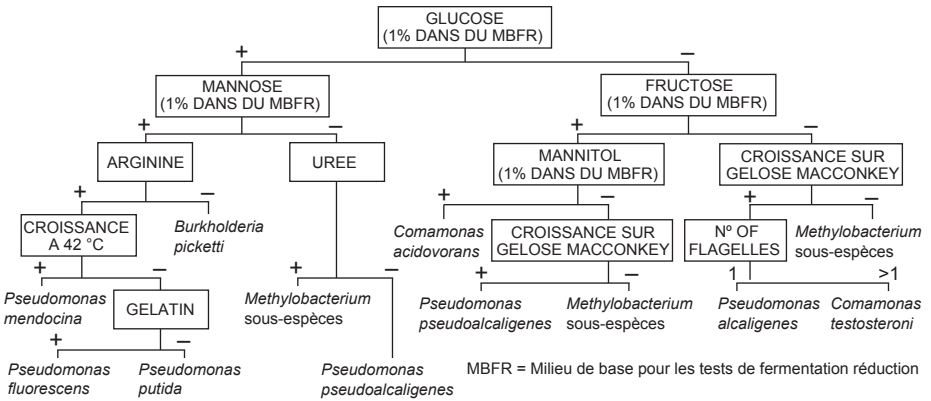 GLUCOSE
(1% DANS DU MBFR)
+
–
MANNOSE
(1% DANS DU MBFR)
FRUCTOSE
(1% DANS DU MBFR)
+
–
+
–
ARGININE
UREE
MANNITOL
(1% DANS DU MBFR)
CROISSANCE SUR
GELOSE MACCONKEY
+
–
+
–
+
–
CROISSANCE
A 42 °C
Burkholderia
picketti
Comamonas
acidovorans
CROISSANCE SUR
GELOSE MACCONKEY
Nº OF
FLAGELLES
Methylobacterium
sous-espèces
+
–
+
–
+
–
1
>1
Pseudomonas
mendocina
GELATIN
Methylobacterium
sous-espèces
Pseudomonas
pseudoalcaligenes
Methylobacterium
sous-espèces
Pseudomonas
alcaligenes
Comamonas
testosteroni
+
–
Pseudomonas
fluorescens
Pseudomonas
putida
Pseudomonas
pseudoalcaligenes
MBFR = Milieu de base pour les tests de fermentation réduction